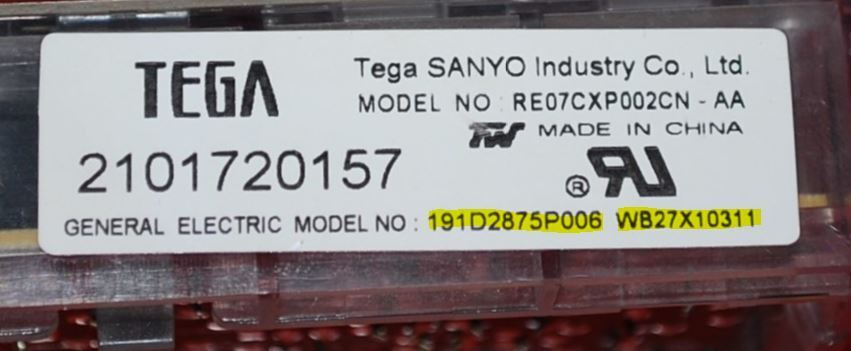 TEGA
Tega SANYO Industry Co., Ltd.
MODEL NO : RE07CXP002CN - AA
MADE IN CHINA
2101720157
® RU
GENERAL ELECTRIC MODEL NO : 191D2875P006 WB27X10311